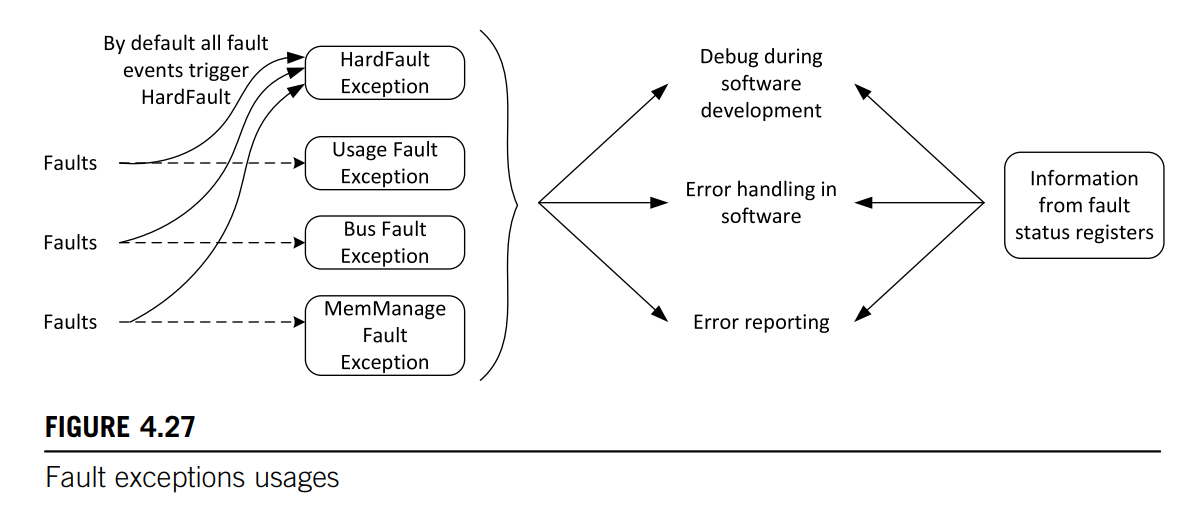 By default all fault
events trigger
HardFault
HardFault
Exception
Faults
Usage Fault
Exception
Faults
Bus Fault
Exception
Faults
MemManage
Fault
Exception
Debug during
software
development
Error handling in
software
Error reporting
Information
from fault
status registers
FIGURE 4.27
Fault exceptions usages